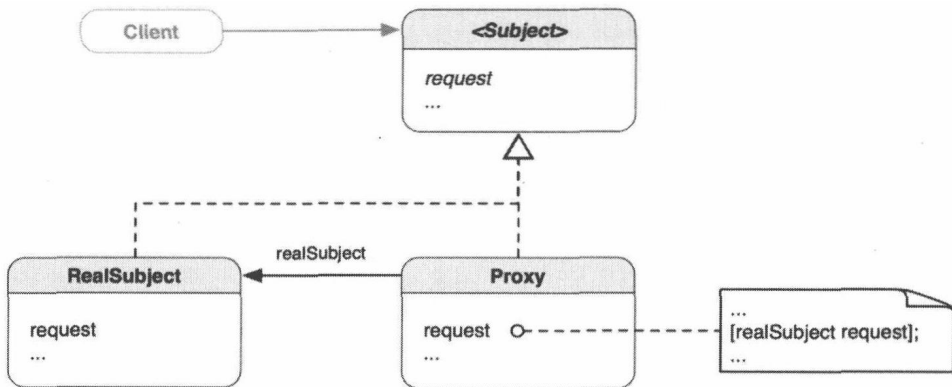 Client
<Subject>
request
...
RealSubject
realSubject
Proxy
request
...
request
...
...
[realSubject request];
...